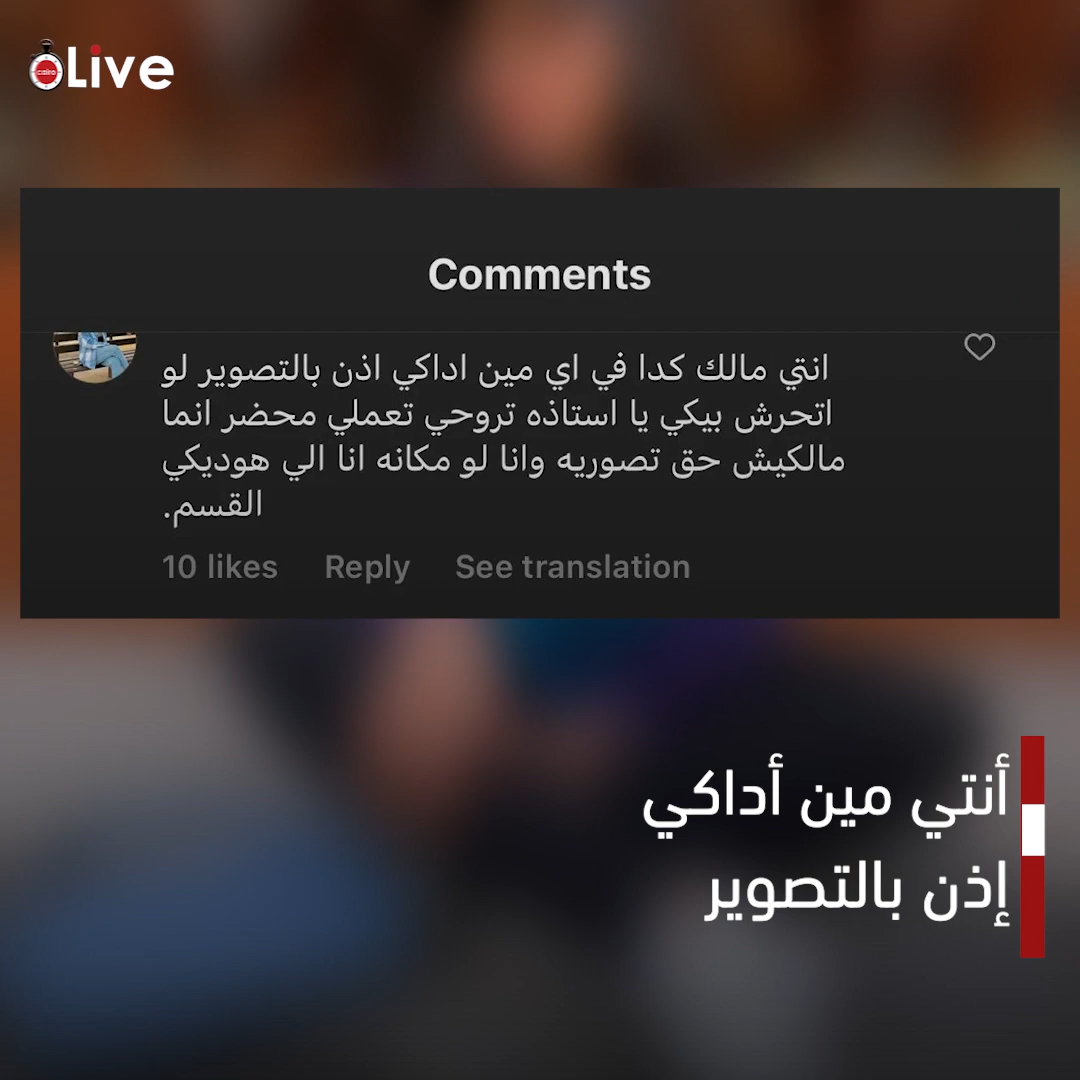 cairo
Live
Comments
انتي مالك كدا في اي مين اداكي اذن بالتصوير لو
اتحرش بيكي يا استاذه تروحي تعملي محضر انما
مالكيش حق تصوريه وانا لو مكانه انا الي هوديكي
القسم.
10 likes Reply See translation
أنتي مين أداكي
إذن بالتصوير